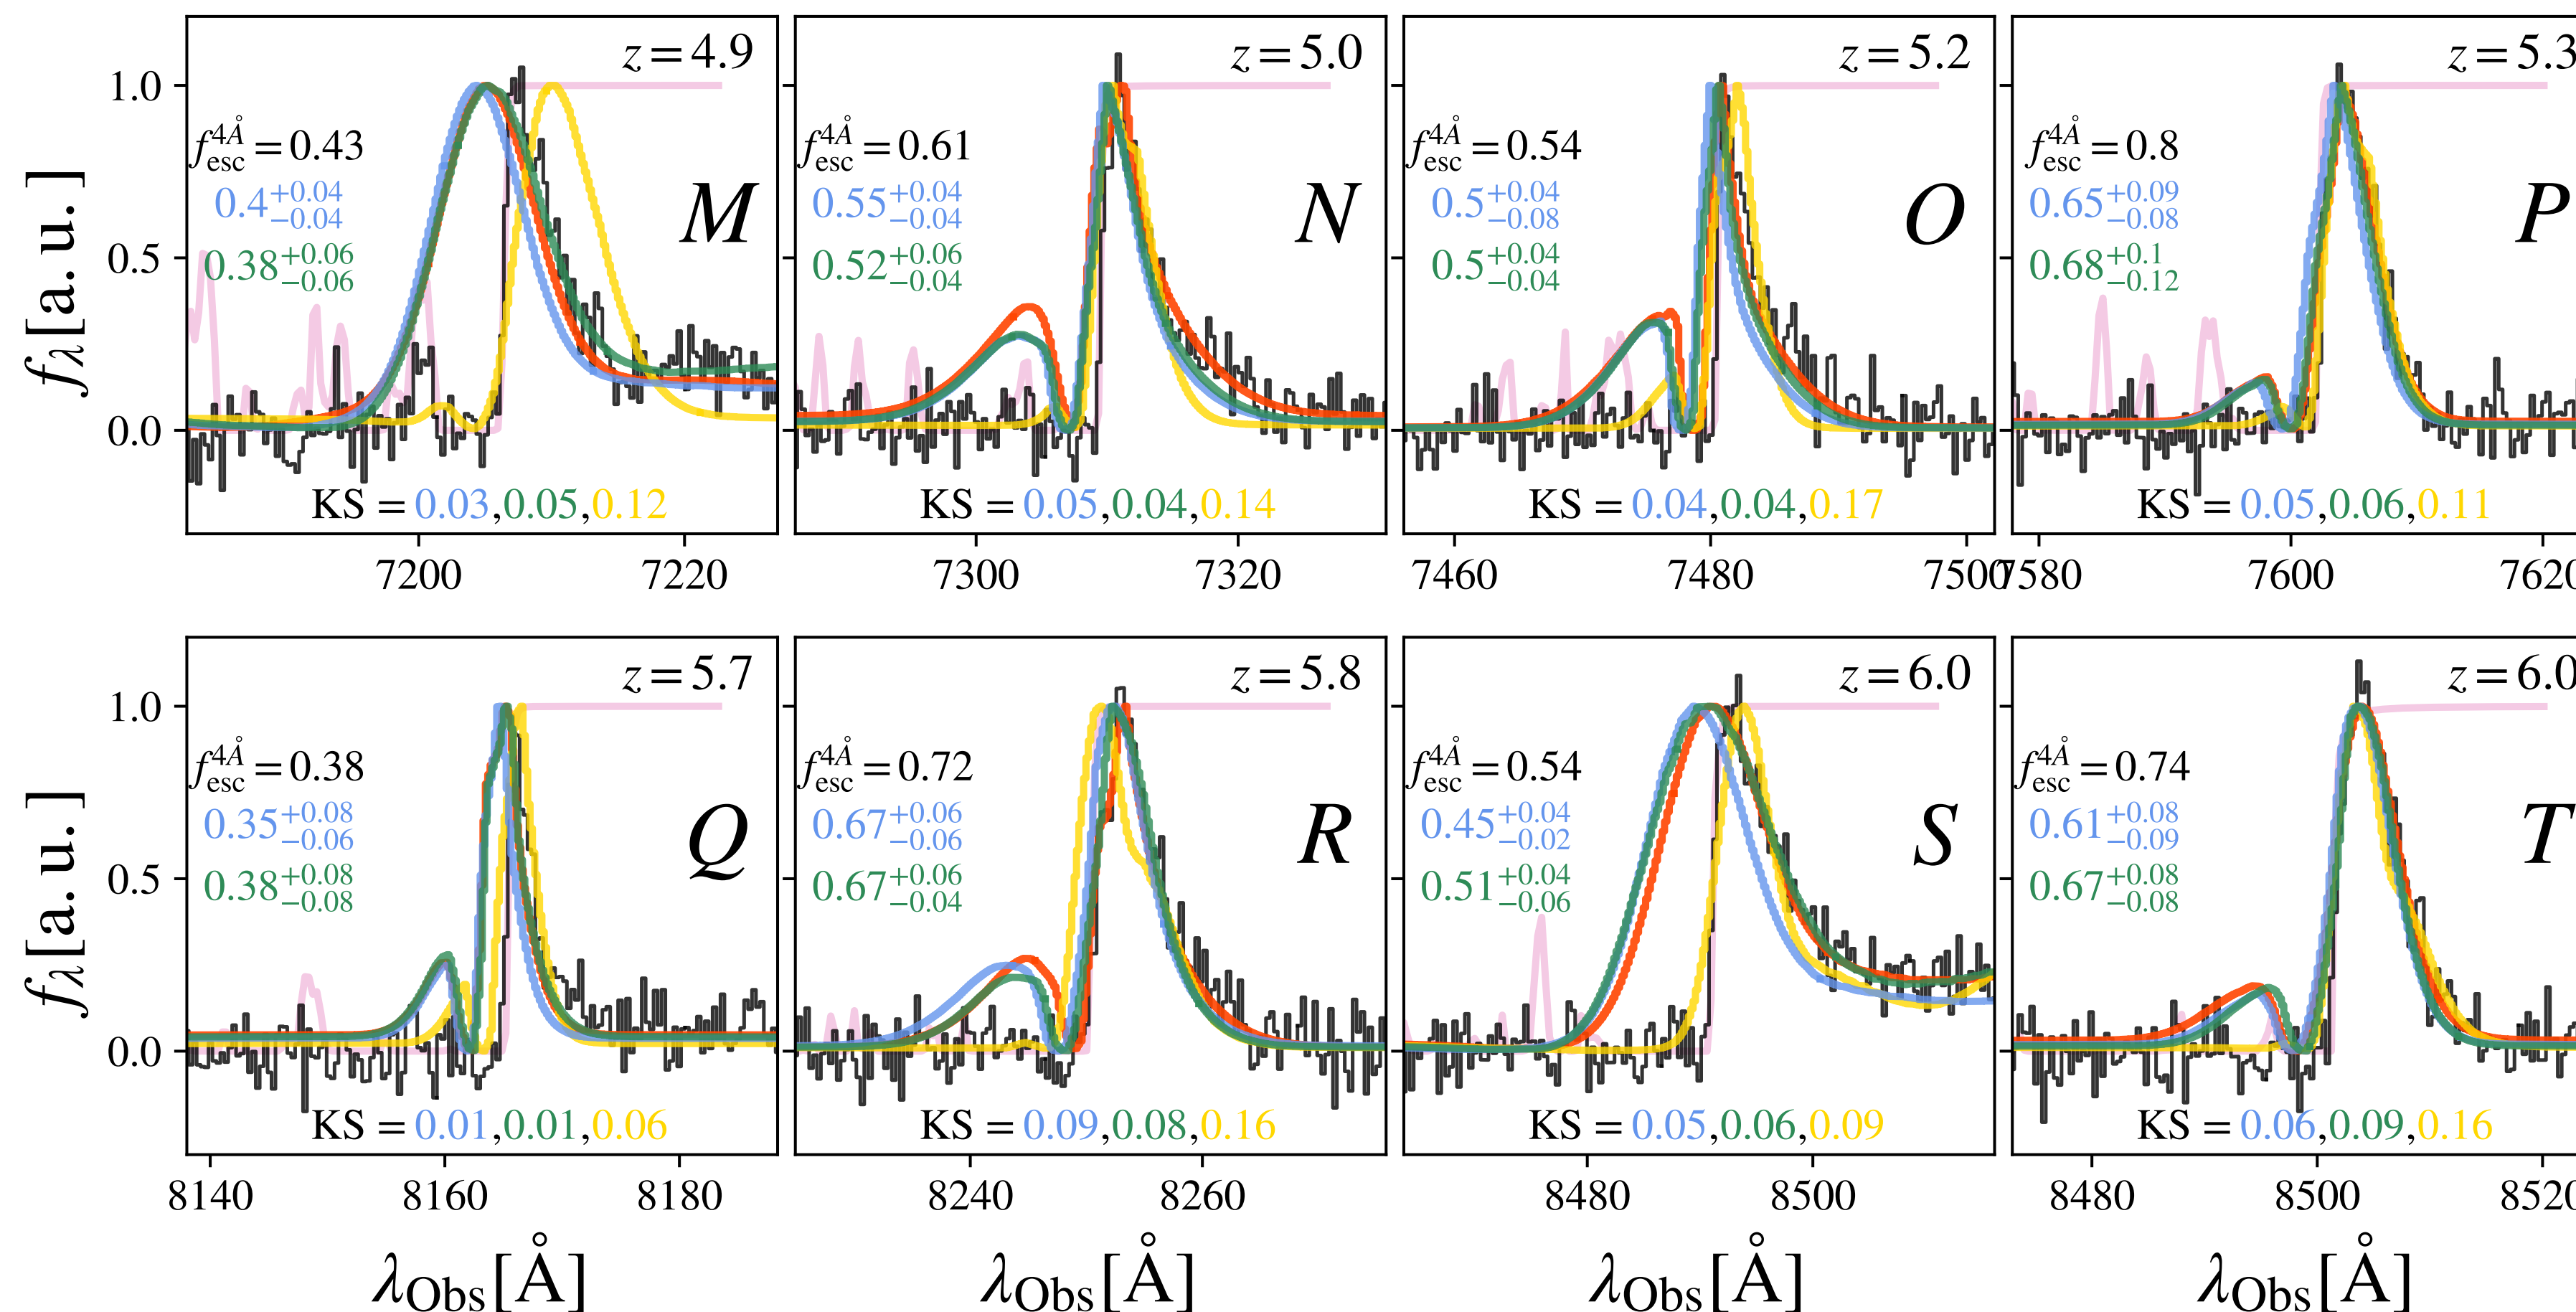 z = 4.9
f_esc^4Å = 0.43
0.4 +0.04 −0.04
0.38 +0.06 −0.06
M
KS = 0.03,0.05,0.12
z = 5.0
f_esc^4Å = 0.61
0.55 +0.04 −0.04
0.52 +0.06 −0.04
N
KS = 0.05,0.04,0.14
z = 5.2
f_esc^4Å = 0.54
0.5 +0.04 −0.08
0.5 +0.04 −0.04
O
KS = 0.04,0.04,0.17
z = 5.3
f_esc^4Å = 0.8
0.65 +0.09 −0.08
0.68 +0.1 −0.12
P
KS = 0.05,0.06,0.11
1.0
0.5
0.0
f_λ [a.u.]
7200 7220
7300 7320
7460 7480 7500
7580 7600 7620
z = 5.7
f_esc^4Å = 0.38
0.35 +0.08 −0.06
0.38 +0.08 −0.08
Q
KS = 0.01,0.01,0.06
z = 5.8
f_esc^4Å = 0.72
0.67 +0.06 −0.06
0.67 +0.06 −0.04
R
KS = 0.09,0.08,0.16
z = 6.0
f_esc^4Å = 0.54
0.45 +0.04 −0.02
0.51 +0.04 −0.06
S
KS = 0.05,0.06,0.09
z = 6.0
f_esc^4Å = 0.74
0.61 +0.08 −0.09
0.67 +0.08 −0.08
T
KS = 0.06,0.09,0.16
1.0
0.5
0.0
f_λ [a.u.]
8140 8160 8180
8240 8260
8480 8500
8480 8500 8520
λ_Obs [Å]
λ_Obs [Å]
λ_Obs [Å]
λ_Obs [Å]